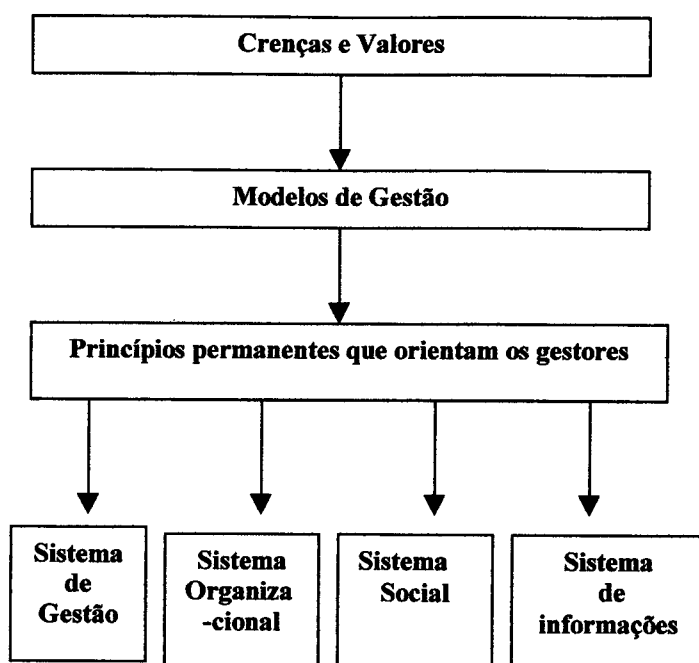 Crenças e Valores
Modelos de Gestão
Princípios permanentes que orientam os gestores
Sistema
de
Gestão
Sistema
Organiza
-cional
Sistema
Social
Sistema
de
informações